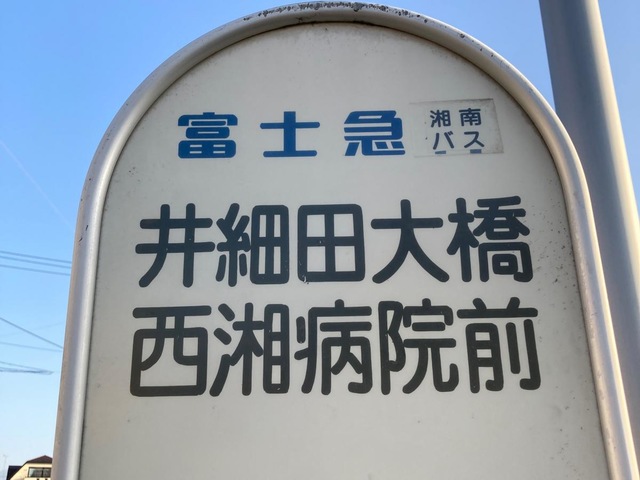 富士急 湘南バス
井細田大橋
西湘病院前